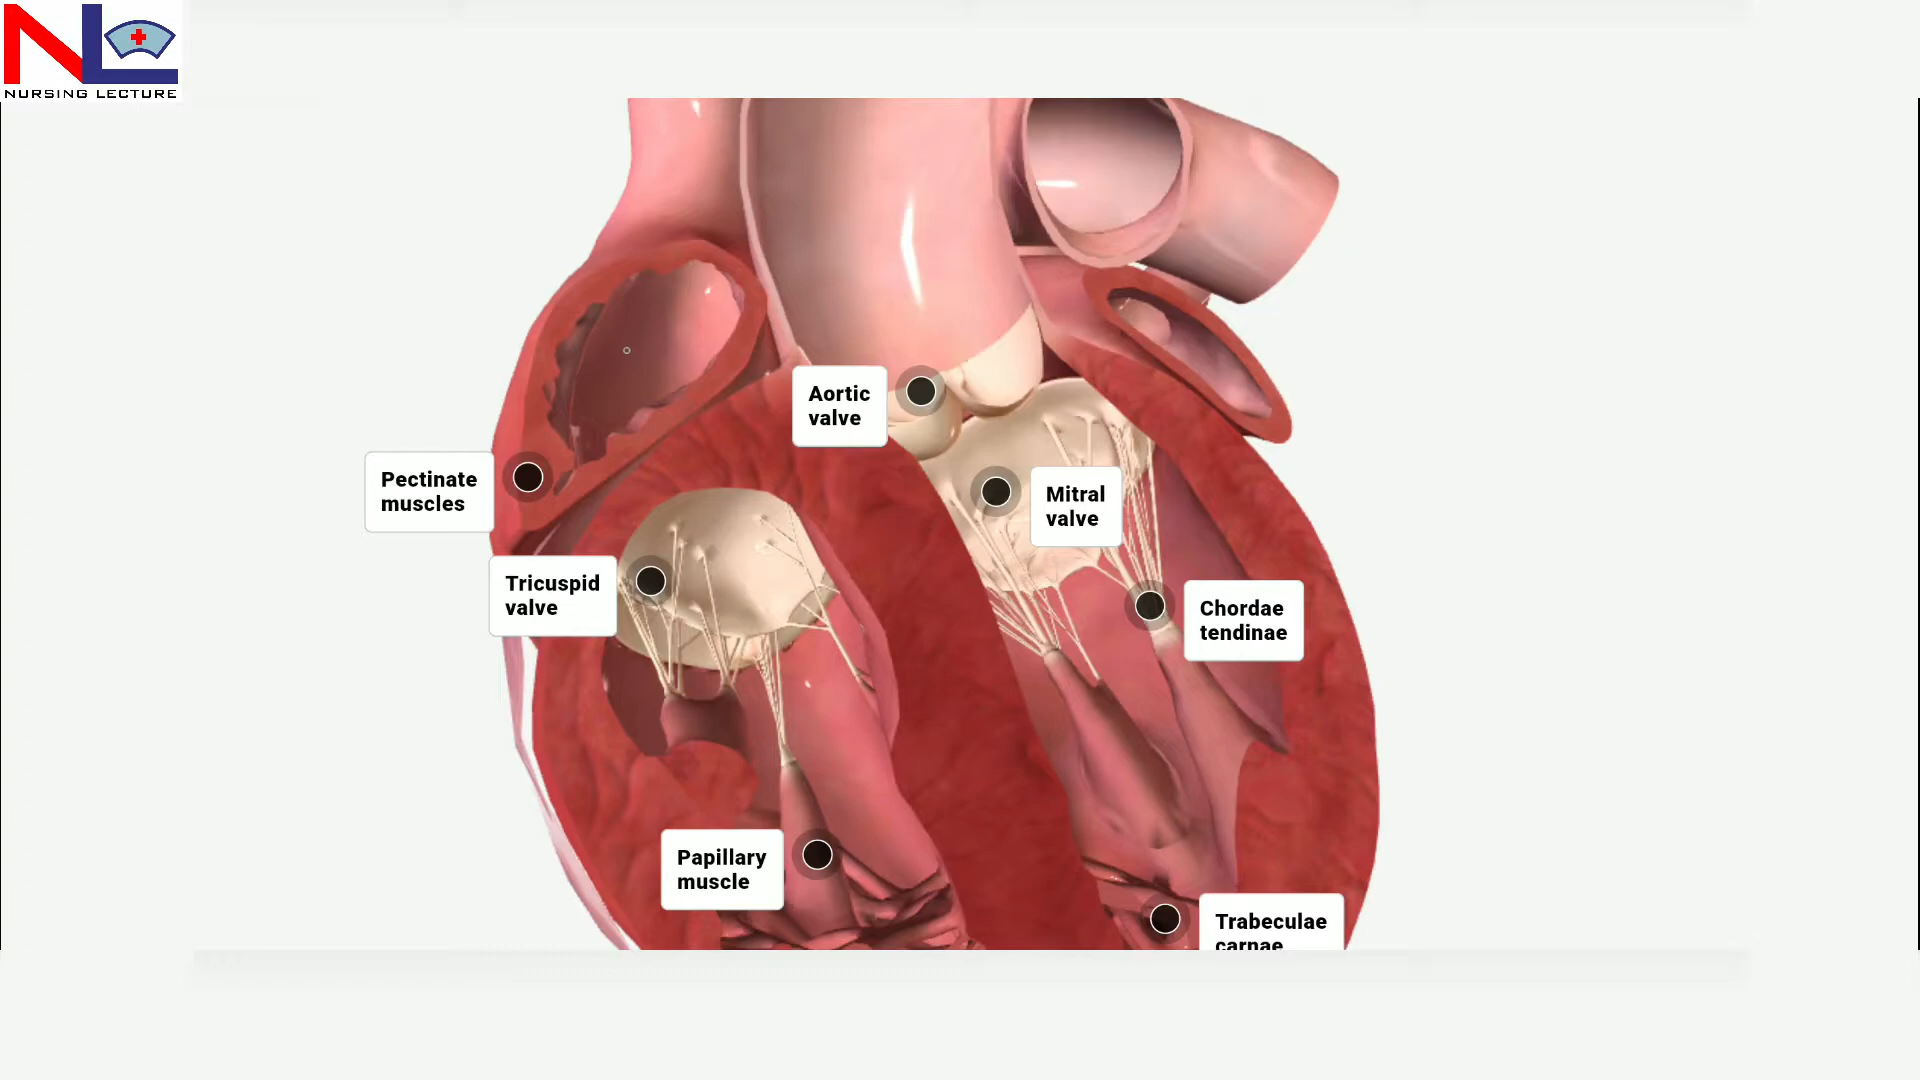 NURSING LECTURE
Aortic
valve
Pectinate
muscles
Mitral
valve
Tricuspid
valve
Chordae
tendinae
Papillary
muscle
Trabeculae
carnae